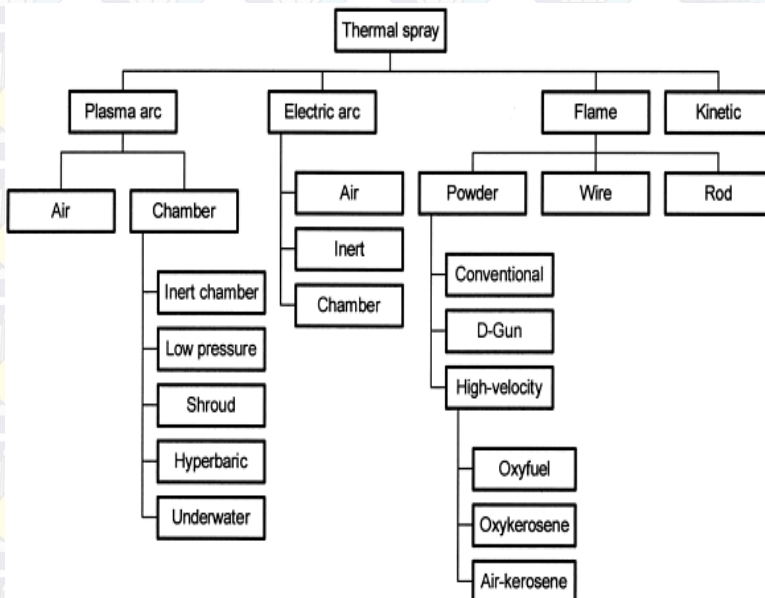 Thermal spray
Plasma arc
Electric arc
Flame
Kinetic
Air
Chamber
Air
Powder
Wire
Rod
Inert
Conventional
Inert chamber
Chamber
D-Gun
Low pressure
High-velocity
Shroud
Hyperbaric
Oxyfuel
Underwater
Oxykerosene
Air-kerosene